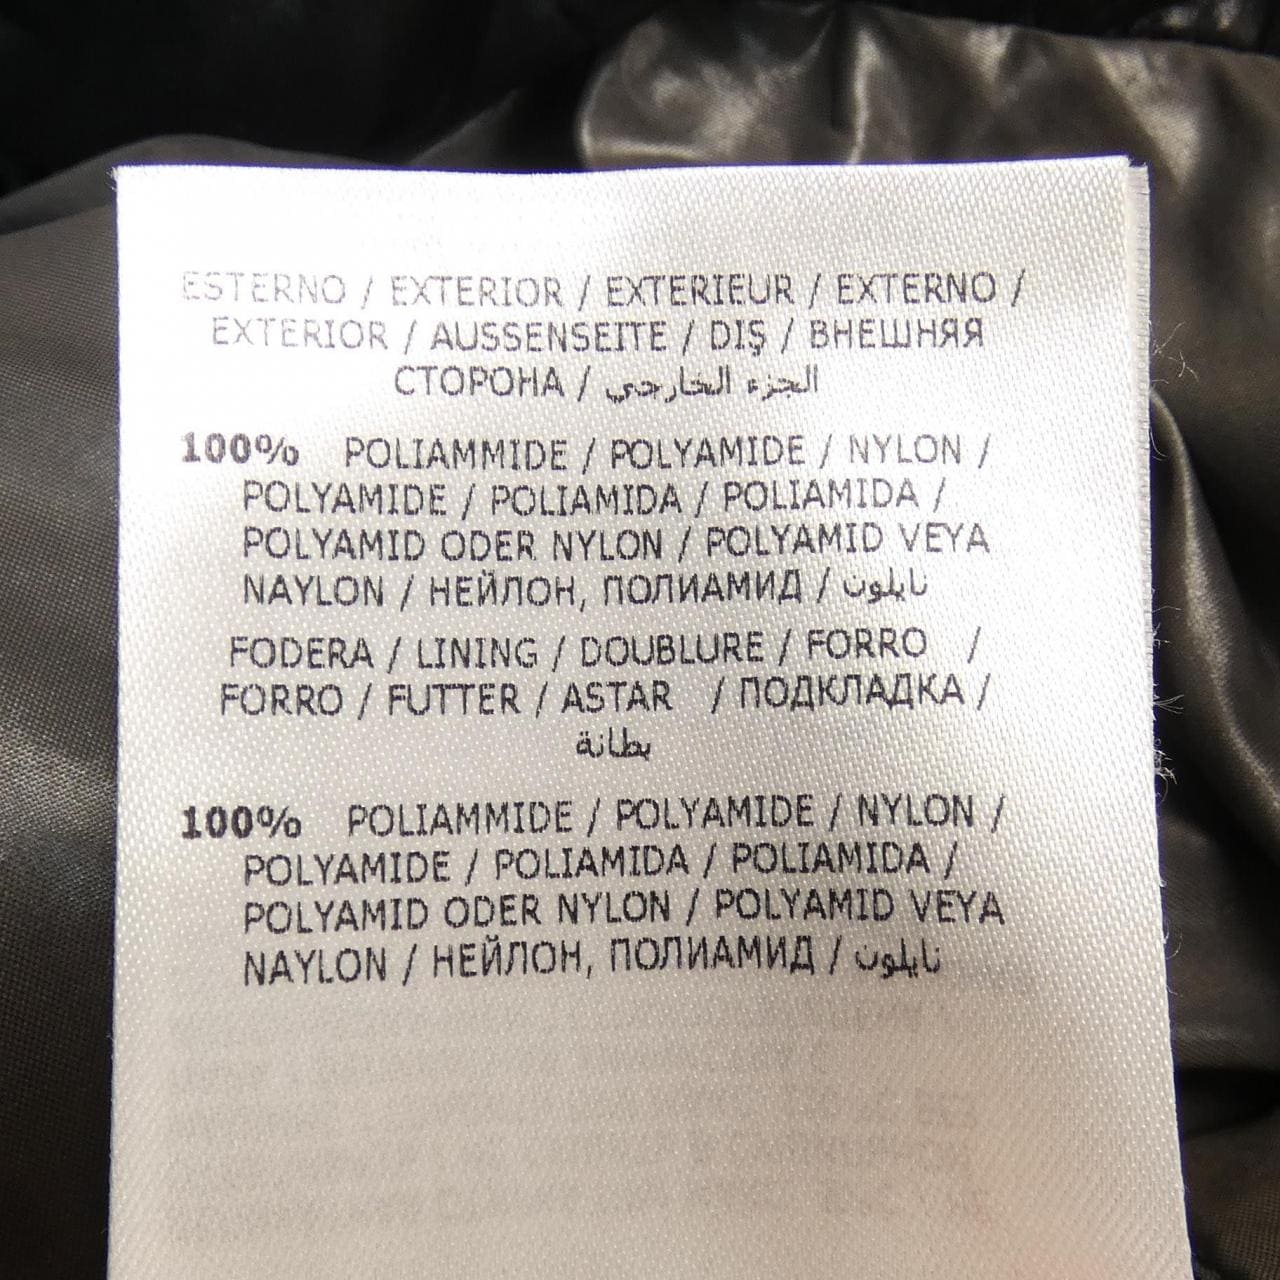 ESTERNO / EXTERIOR / EXTERIEUR / EXTERNO /
EXTERIOR / AUSSENSEITE / DIŞ / ВНЕШНЯЯ
СТОРОНА / الجزء الخارجي
100% POLIAMMIDE / POLYAMIDE / NYLON /
POLYAMIDE / POLIAMIDA / POLIAMIDA /
POLYAMID ODER NYLON / POLYAMID VEYA
NAYLON / НЕЙЛОН, ПОЛИАМИД / نايلون
FODERA / LINING / DOUBLURE / FORRO /
FORRO / FUTTER / ASTAR / ПОДКЛАДКА /
بطانة
100% POLIAMMIDE / POLYAMIDE / NYLON /
POLYAMIDE / POLIAMIDA / POLIAMIDA /
POLYAMID ODER NYLON / POLYAMID VEYA
NAYLON / НЕЙЛОН, ПОЛИАМИД / نايلون